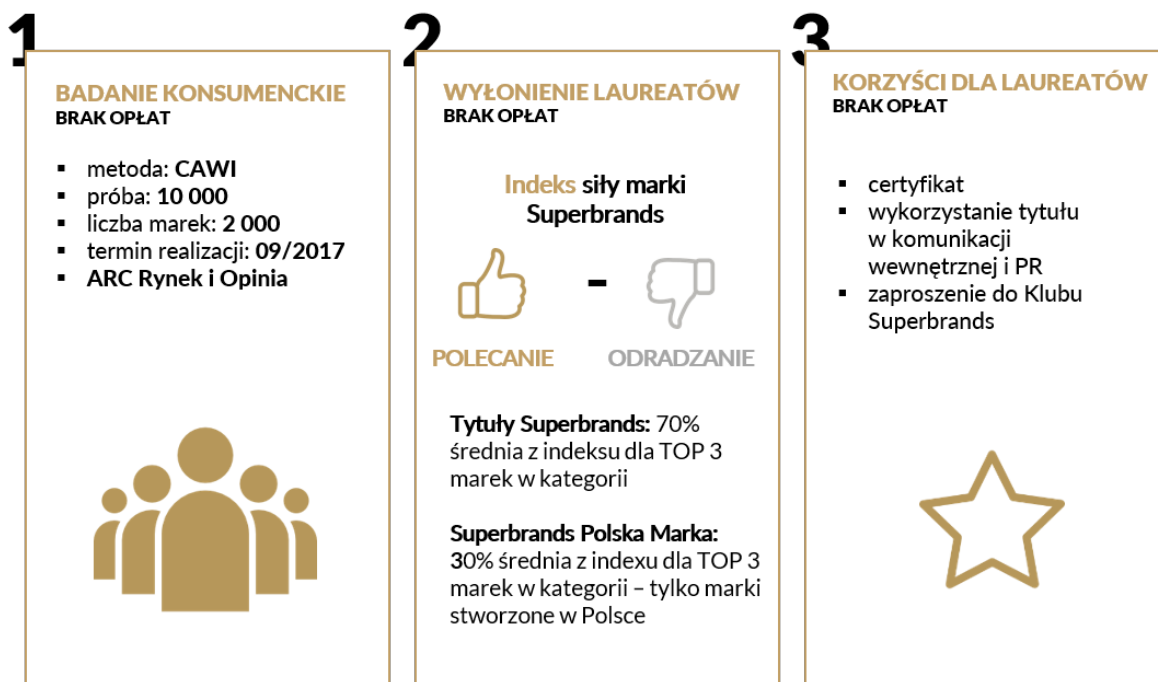 1
BADANIE KONSUMENCKIE
BRAK OPŁAT
▪ metoda: CAWI
▪ próba: 10 000
▪ liczba marek: 2 000
▪ termin realizacji: 09/2017
▪ ARC Rynek i Opinia
2
WYŁONIENIE LAUREATÓW
BRAK OPŁAT
Indeks siły marki
Superbrands
-
POLECANIE
ODRADZANIE
Tytuły Superbrands: 70%
średnia z indeksu dla TOP 3
marek w kategorii
Superbrands Polska Marka:
30% średnia z indexu dla TOP 3
marek w kategorii – tylko marki
stworzone w Polsce
3
KORZYŚCI DLA LAUREATÓW
BRAK OPŁAT
▪ certyfikat
▪ wykorzystanie tytułu
w komunikacji
wewnętrznej i PR
▪ zaproszenie do Klubu
Superbrands